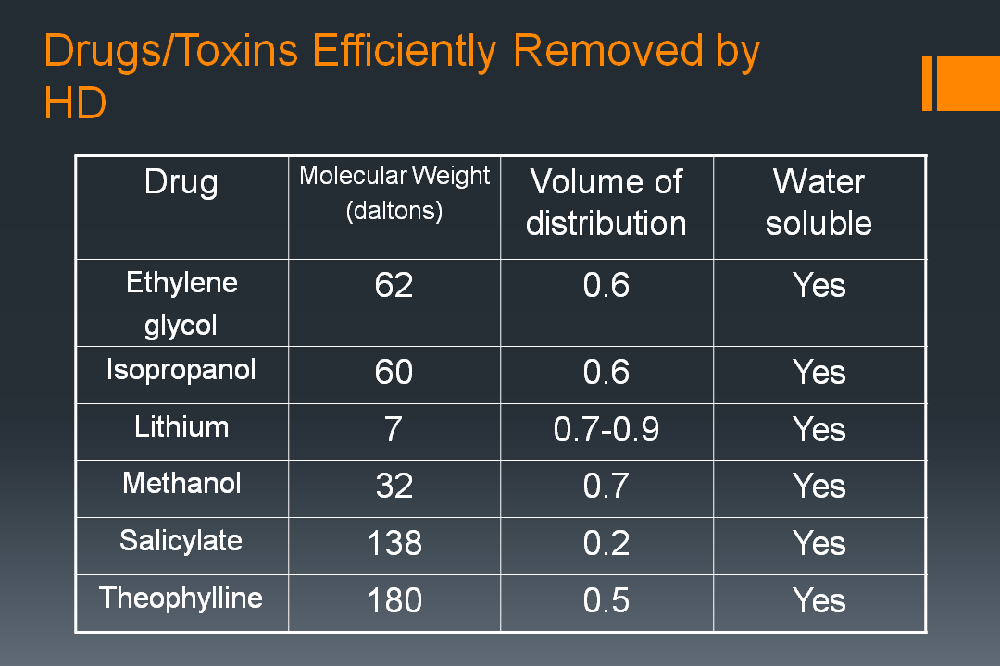 Drugs/Toxins Efficiently Removed by
HD
Drug
Molecular Weight
(daltons)
Volume of
distribution
Water
soluble
Ethylene
glycol
62
0.6
Yes
Isopropanol
60
0.6
Yes
Lithium
7
0.7-0.9
Yes
Methanol
32
0.7
Yes
Salicylate
138
0.2
Yes
Theophylline
180
0.5
Yes